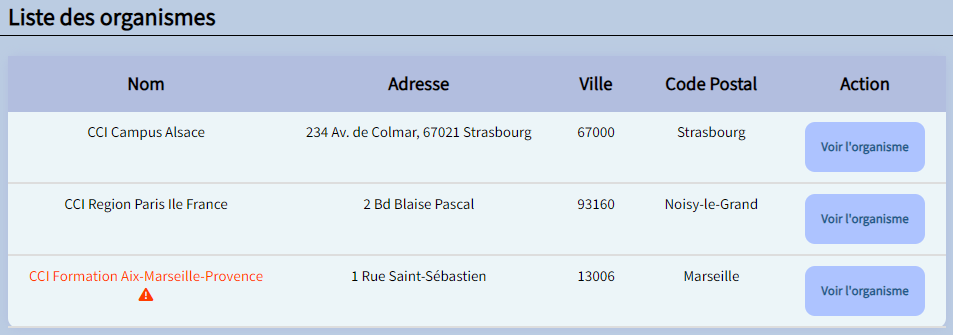 Liste des organismes
Nom Adresse Ville Code Postal Action
CCI Campus Alsace 234 Av. de Colmar, 67021 Strasbourg 67000 Strasbourg Voir l'organisme
CCI Region Paris Ile France 2 Bd Blaise Pascal 93160 Noisy-le-Grand Voir l'organisme
CCI Formation Aix-Marseille-Provence 1 Rue Saint-Sébastien 13006 Marseille Voir l'organisme